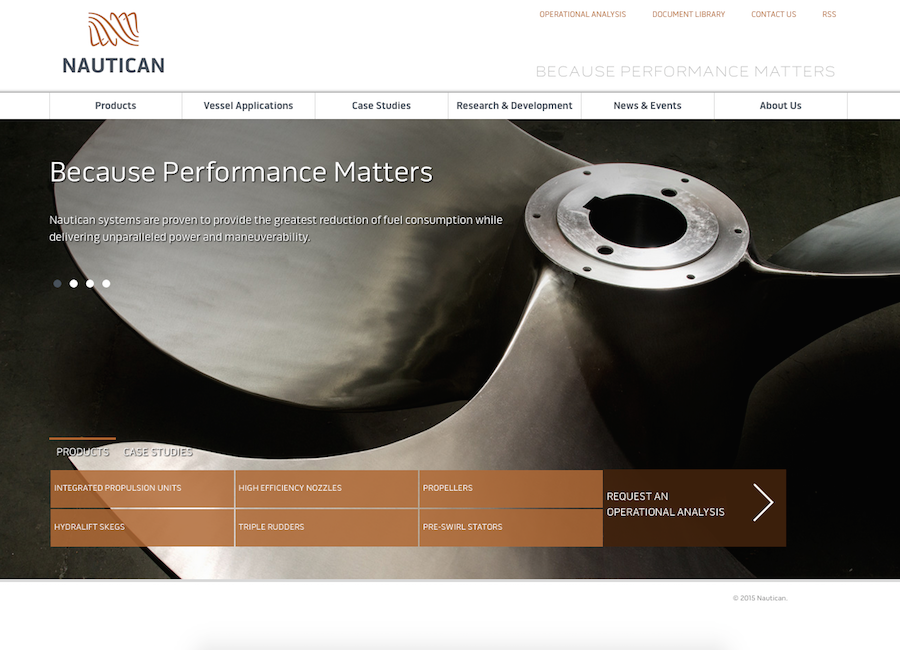 OPERATIONAL ANALYSIS DOCUMENT LIBRARY CONTACT US RSS
NAUTICAN
BECAUSE PERFORMANCE MATTERS
Products Vessel Applications Case Studies Research & Development News & Events About Us
Because Performance Matters
Nautican systems are proven to provide the greatest reduction of fuel consumption while
delivering unparalleled power and maneuverability.
PRODUCTS CASE STUDIES
INTEGRATED PROPULSION UNITS HIGH EFFICIENCY NOZZLES PROPELLERS
HYDRALIFT SKEGS TRIPLE RUDDERS PRE-SWIRL STATORS
REQUEST AN
OPERATIONAL ANALYSIS
© 2015 Nautican.